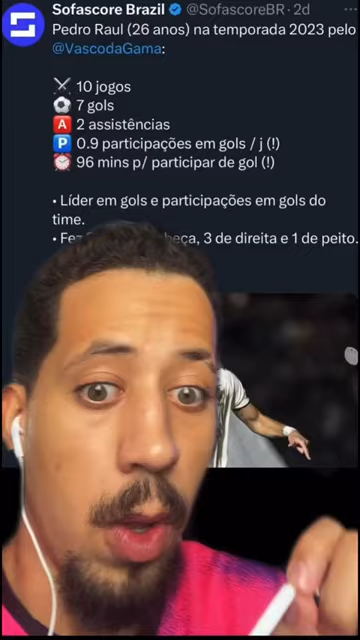 Sofascore Brazil @SofascoreBR · 2d
Pedro Raul (26 anos) na temporada 2023 pelo
@VascodaGama:
⚔️ 10 jogos
⚽ 7 gols
🅰️ 2 assistências
🅿️ 0.9 participações em gols / j (!)
⏰ 96 mins p/ participar de gol (!)
• Líder em gols e participações em gols do
time.
• Fez beça, 3 de direita e 1 de peito.